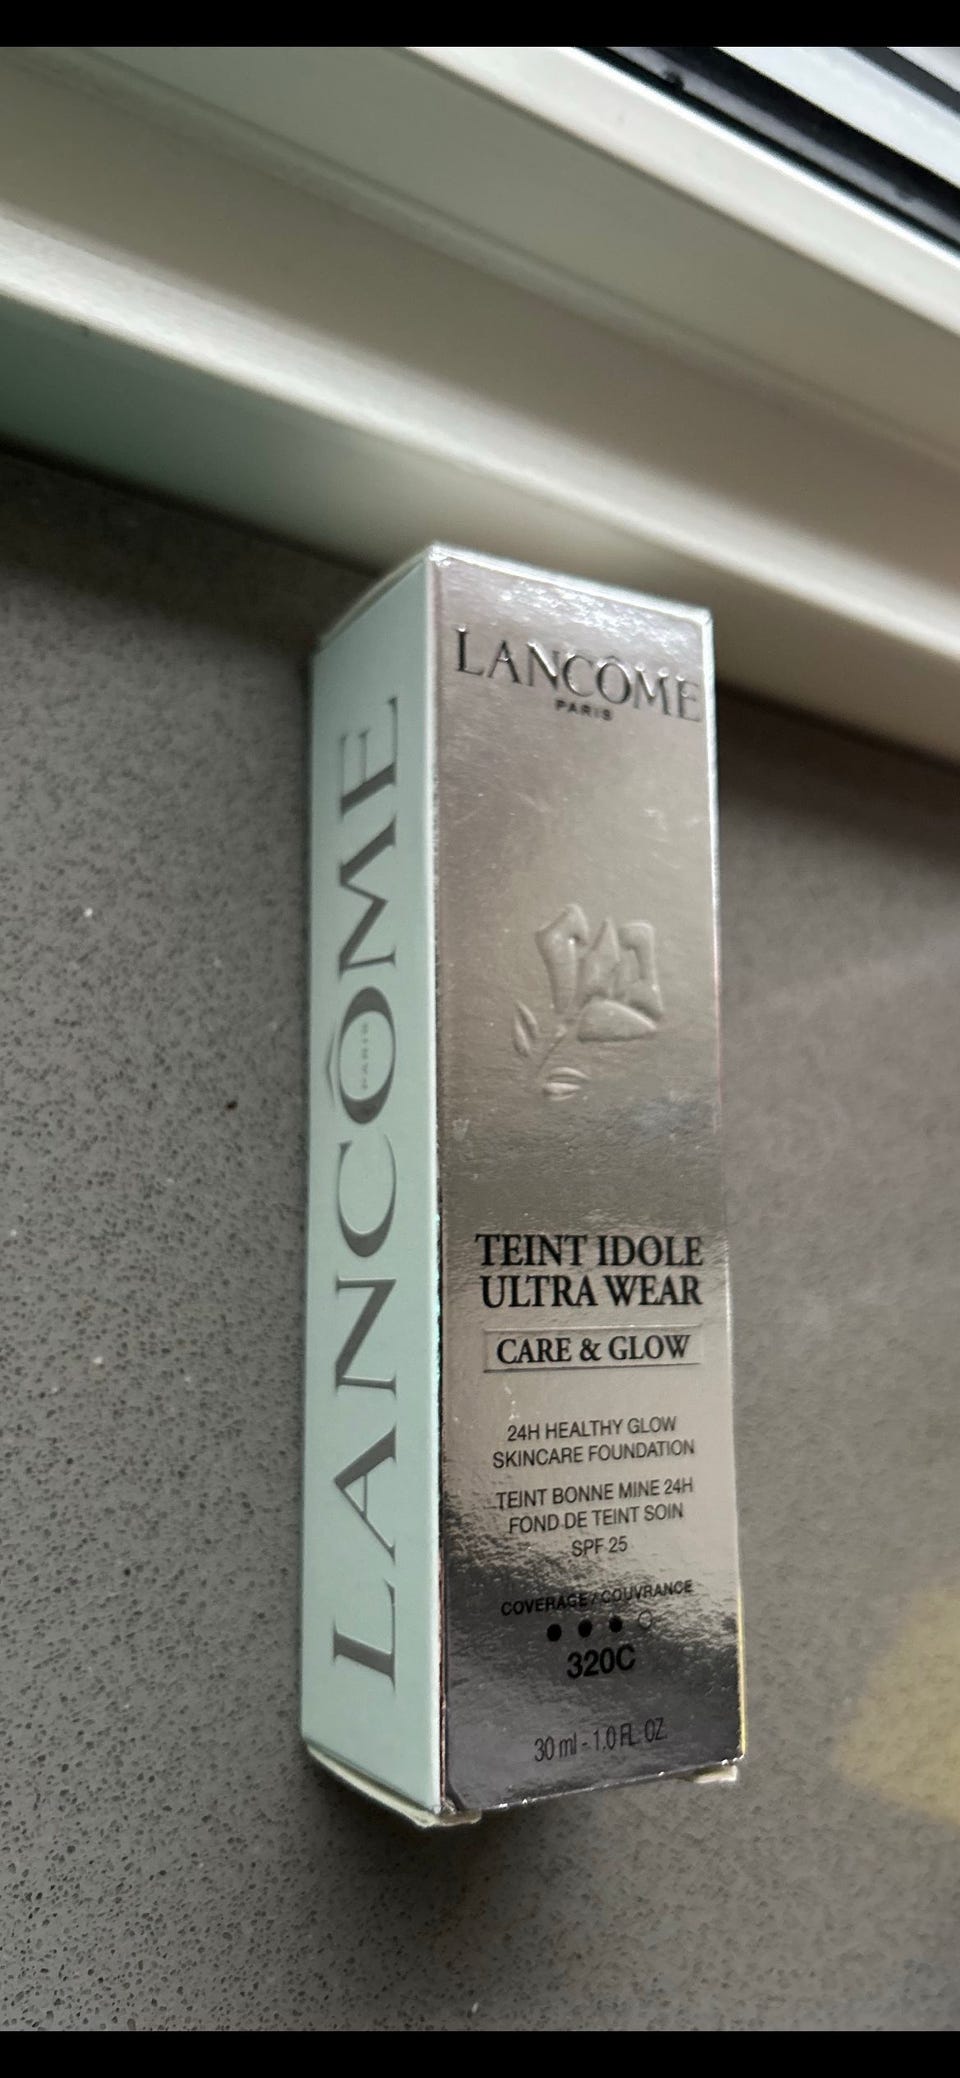 LANCÔME
PARIS
LANCÔME
PARIS
TEINT IDOLE
ULTRA WEAR
CARE & GLOW
24H HEALTHY GLOW
SKINCARE FOUNDATION
TEINT BONNE MINE 24H
FOND DE TEINT SOIN
SPF 25
COVERAGE / COUVRANCE
320C
30 ml - 1.0 FL. OZ.